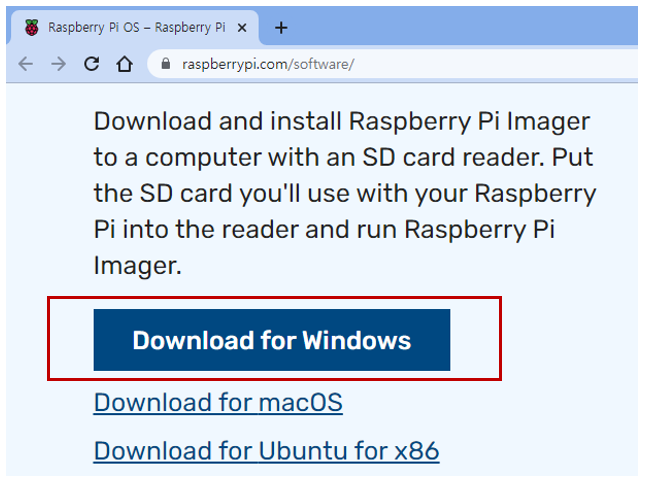 Raspberry Pi OS – Raspberry Pi
raspberrypi.com/software/
Download and install Raspberry Pi Imager
to a computer with an SD card reader. Put
the SD card you'll use with your Raspberry
Pi into the reader and run Raspberry Pi
Imager.
Download for Windows
Download for macOS
Download for Ubuntu for x86